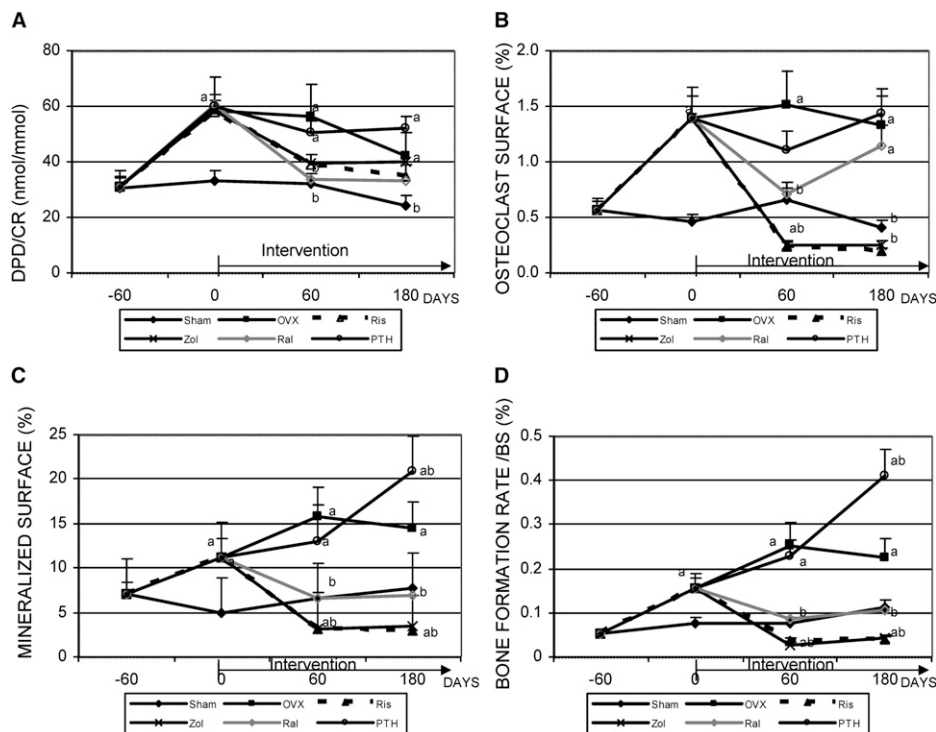 A
DPD/CR (nmol/mmol)
80
60
40
20
0
a
a
a
a
b
b
Intervention
-60 0 60 180 DAYS
Sham OVX Ris
Zol Ral PTH
B
OSTEOCLAST SURFACE (%)
2.0
1.5
1.0
0.5
0.0
a
a
a
a
b
b
ab
b
Intervention
-60 0 60 180 DAYS
Sham OVX Ris
Zol Ral PTH
C
MINERALIZED SURFACE (%)
25
20
15
10
5
0
a
a
ab
a
a
b
b
ab
ab
Intervention
-60 0 60 180 DAYS
Sham OVX Ris
Zol Ral PTH
D
BONE FORMATION RATE /BS (%)
0.5
0.4
0.3
0.2
0.1
0
a
a
ab
a
a
b
b
ab
ab
Intervention
-60 0 60 180 DAYS
Sham OVX Ris
Zol Ral PTH